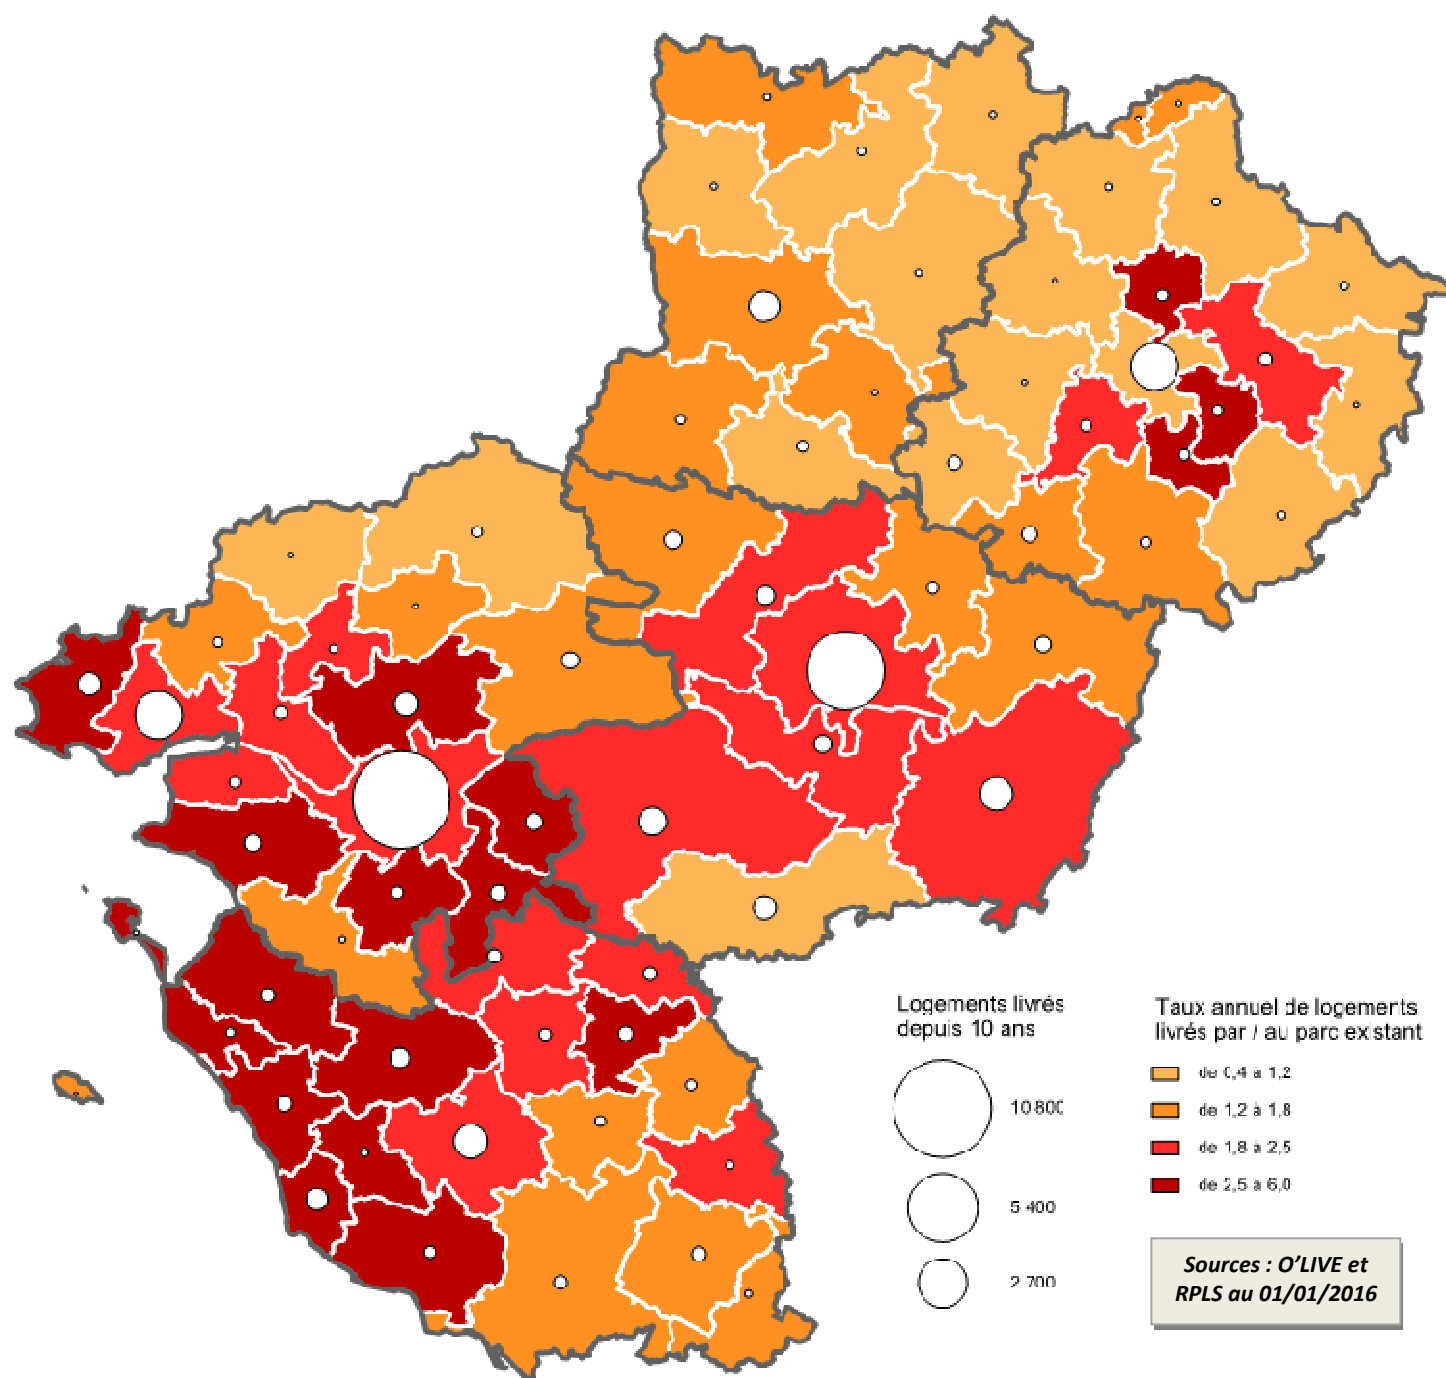 Logements livrés
depuis 10 ans
10 800
5 400
2 700
Taux annuel de logements
livrés par / au parc existant
de 0,4 à 1,2
de 1,2 à 1,8
de 1,8 à 2,5
de 2,5 à 6,0
Sources : O’LIVE et
RPLS au 01/01/2016